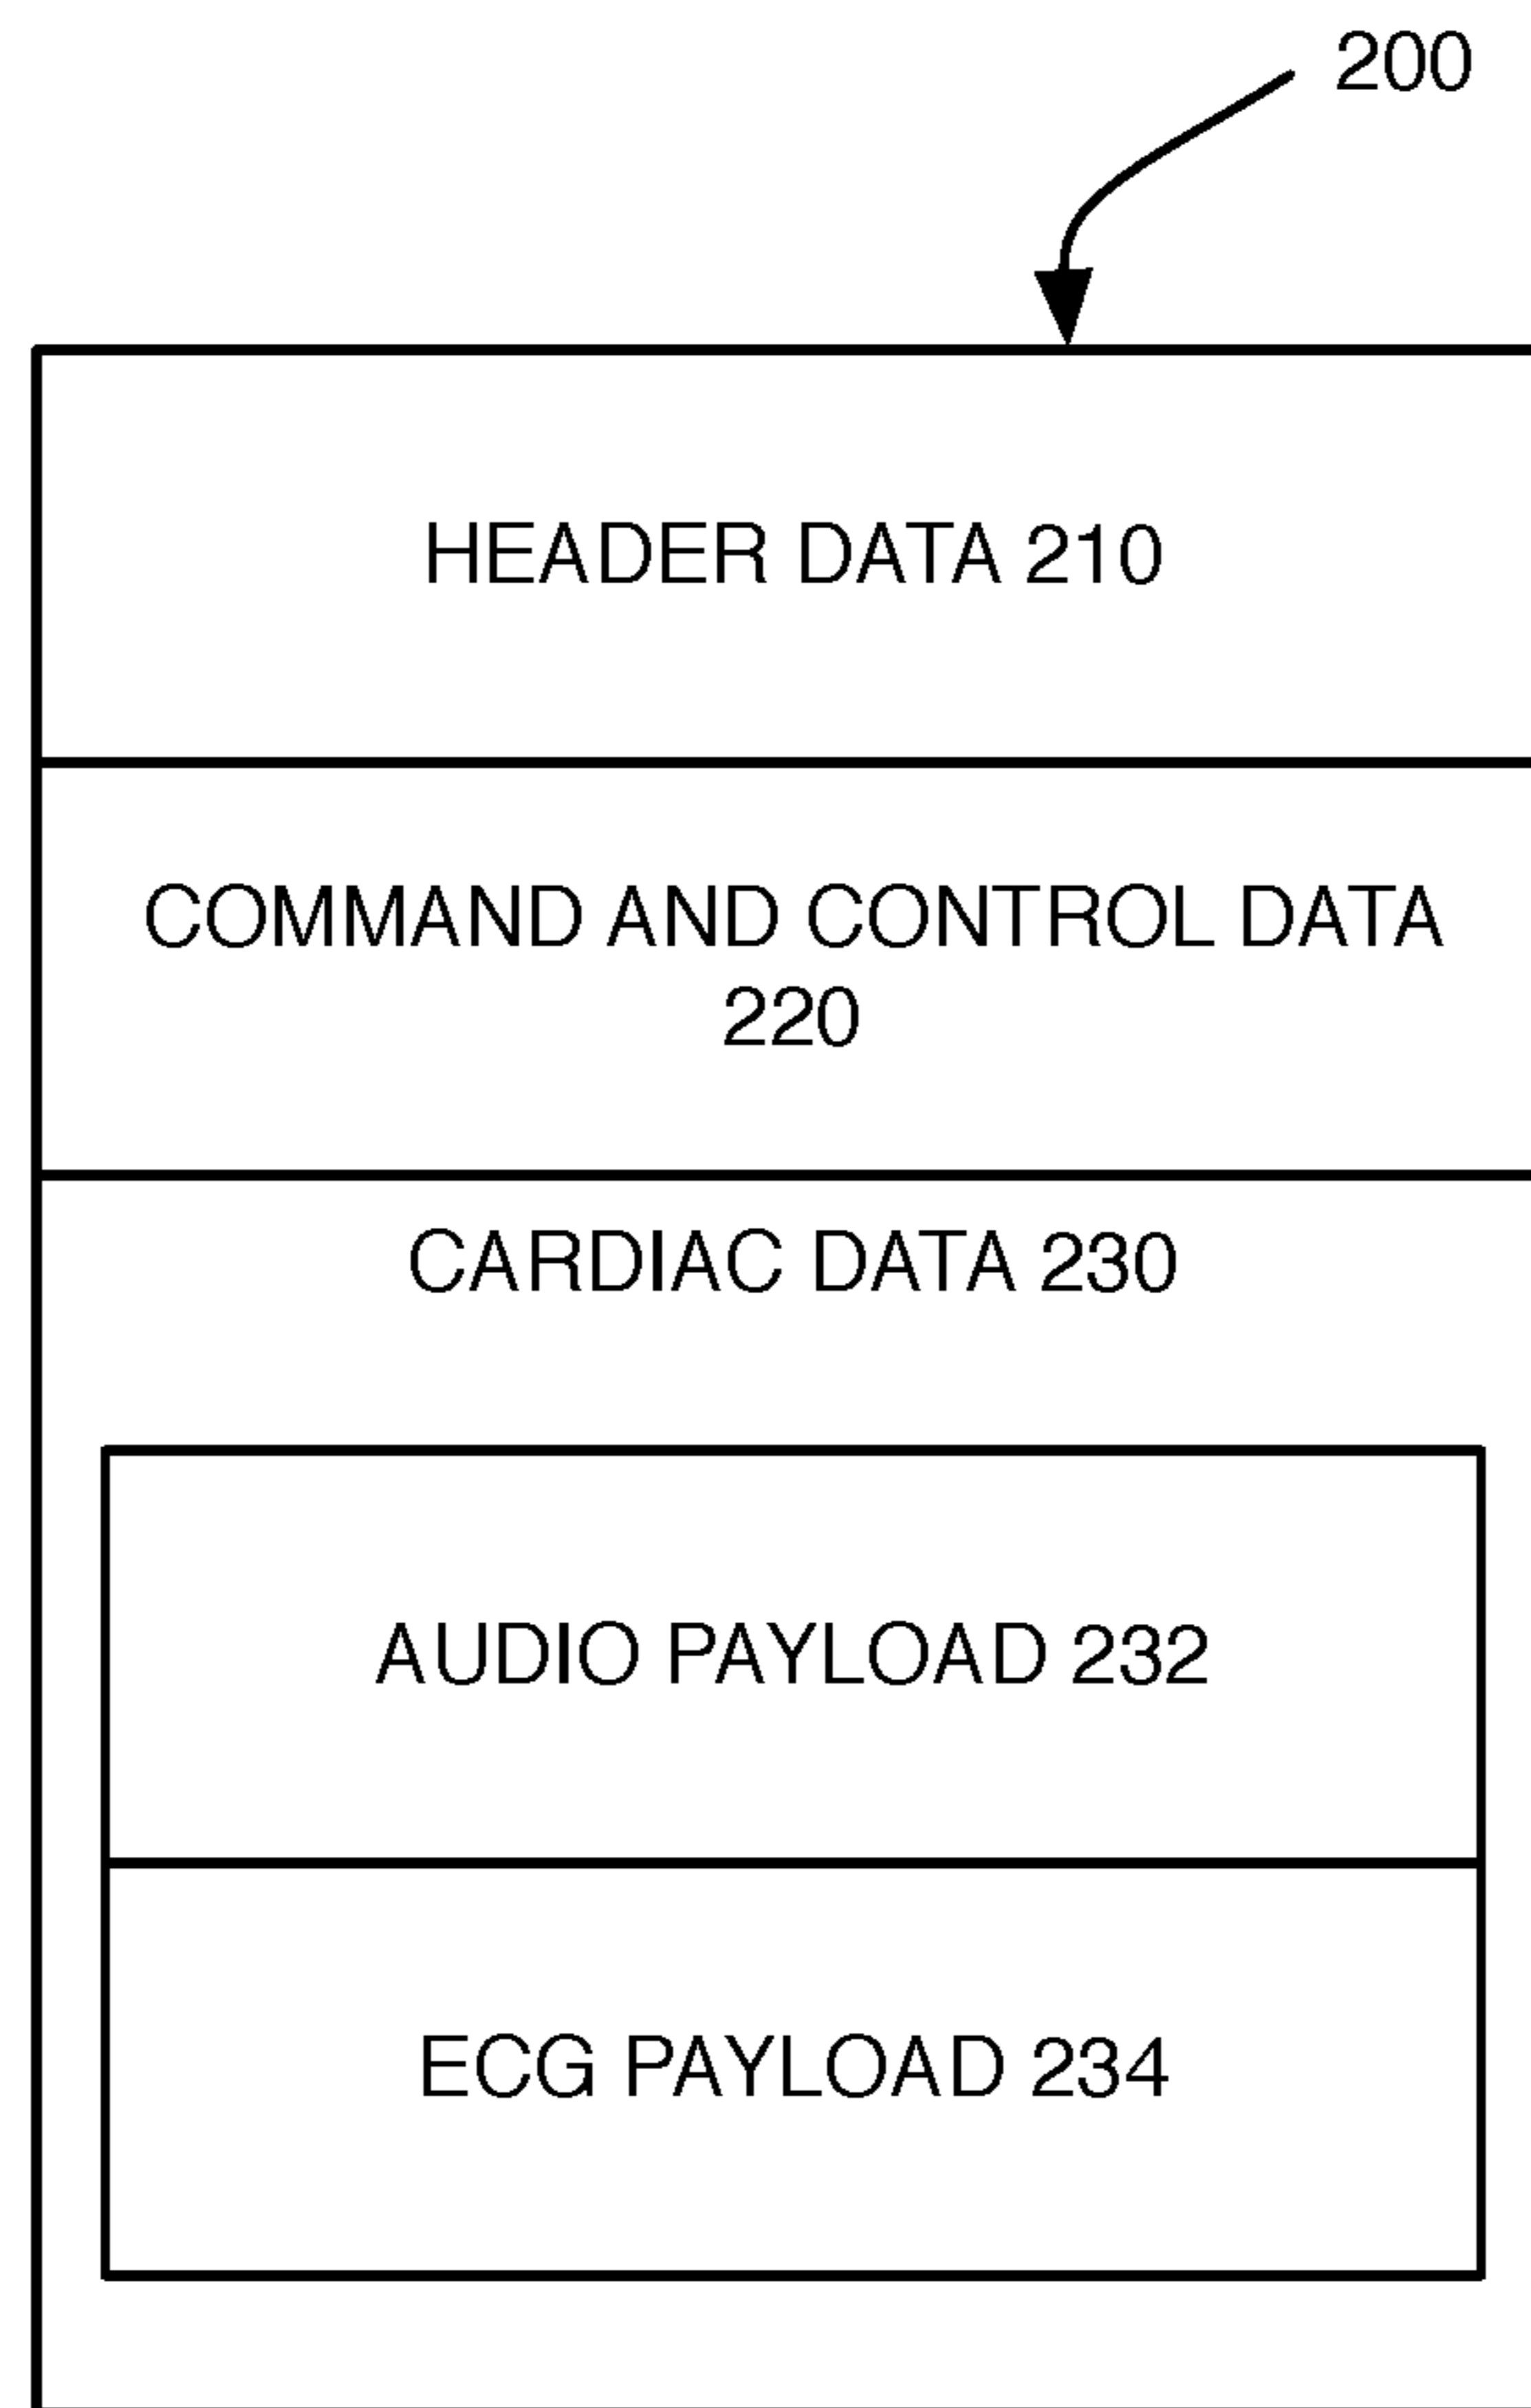 200
HEADER DATA 210
COMMAND AND CONTROL DATA
220
CARDIAC DATA 230
AUDIO PAYLOAD 232
ECG PAYLOAD 234